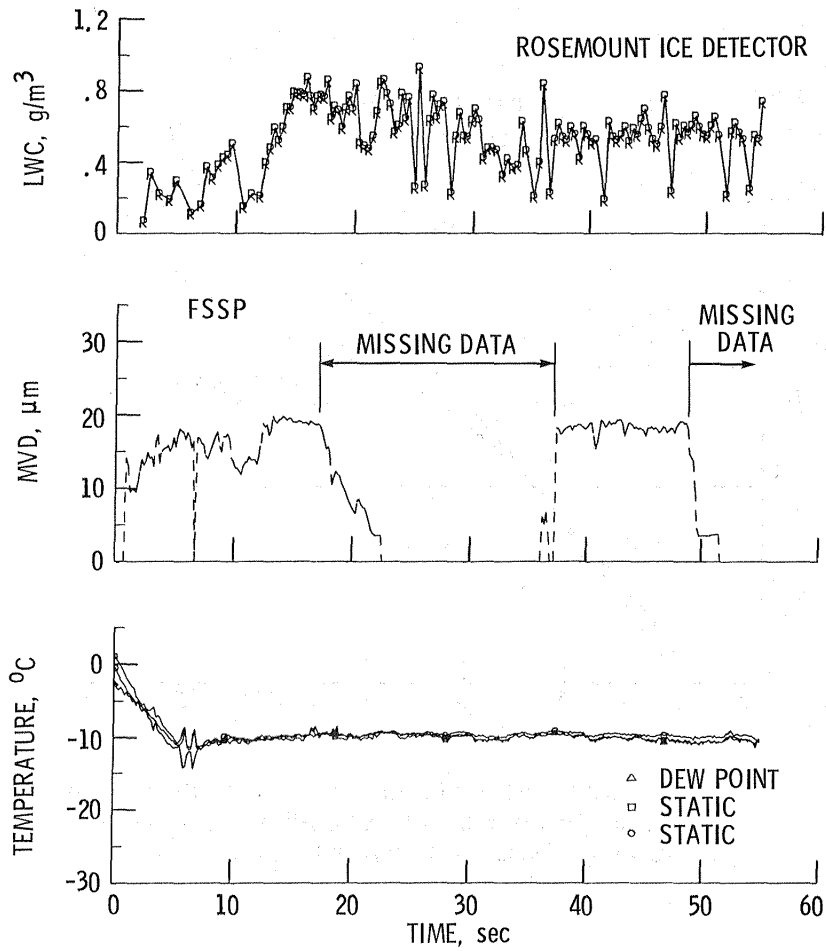 1.2
.8
.4
0
LWC, g/m³
ROSEMOUNT ICE DETECTOR
30
20
10
0
MVD, µm
FSSP
MISSING DATA
MISSING
DATA
0
-10
-20
-30
TEMPERATURE, ⁰C
DEW POINT
STATIC
STATIC
0
10
20
30
40
50
60
TIME, sec